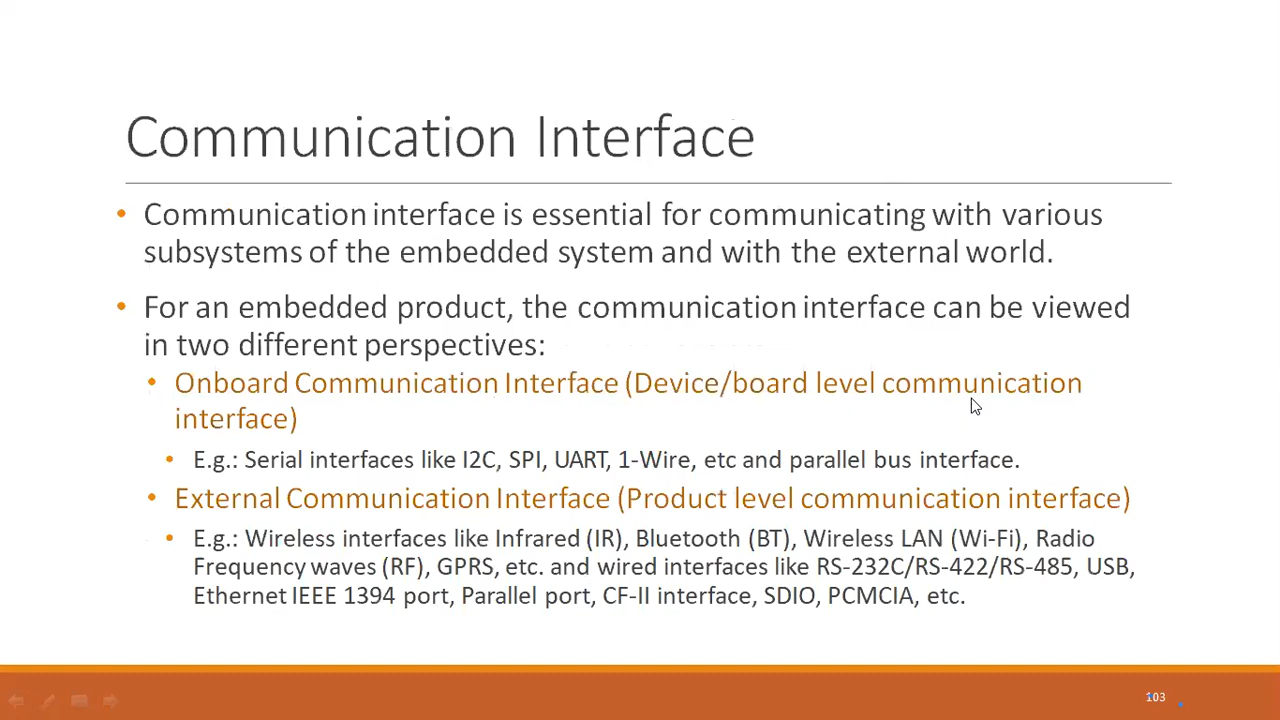 Communication Interface
• Communication interface is essential for communicating with various
subsystems of the embedded system and with the external world.
• For an embedded product, the communication interface can be viewed
in two different perspectives:
• Onboard Communication Interface (Device/board level communication
interface)
• E.g.: Serial interfaces like I2C, SPI, UART, 1-Wire, etc and parallel bus interface.
• External Communication Interface (Product level communication interface)
• E.g.: Wireless interfaces like Infrared (IR), Bluetooth (BT), Wireless LAN (Wi-Fi), Radio
Frequency waves (RF), GPRS, etc. and wired interfaces like RS-232C/RS-422/RS-485, USB,
Ethernet IEEE 1394 port, Parallel port, CF-II interface, SDIO, PCMCIA, etc.
103